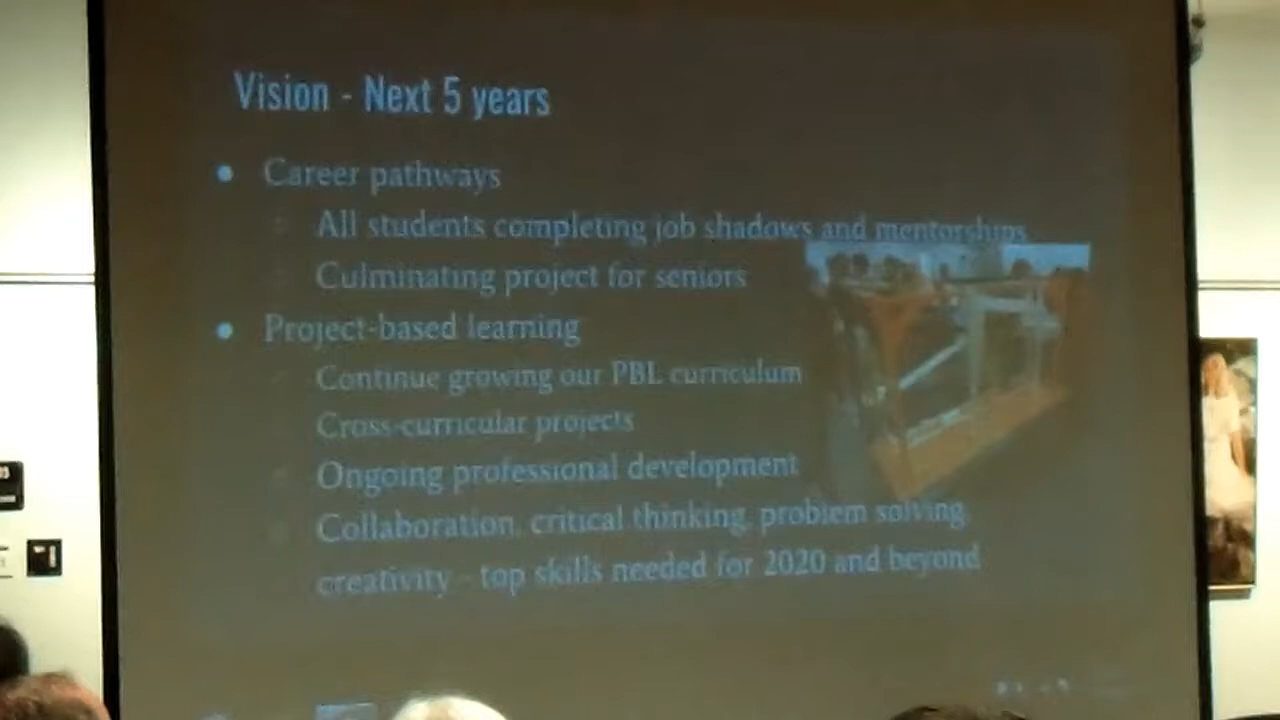 Vision - Next 5 years
Career pathways
All students completing job shadows and mentorships
Culminating project for seniors
Project-based learning
Continue growing our PBL curriculum
Cross-curricular projects
Ongoing professional development
Collaboration, critical thinking, problem solving,
creativity - top skills needed for 2020 and beyond